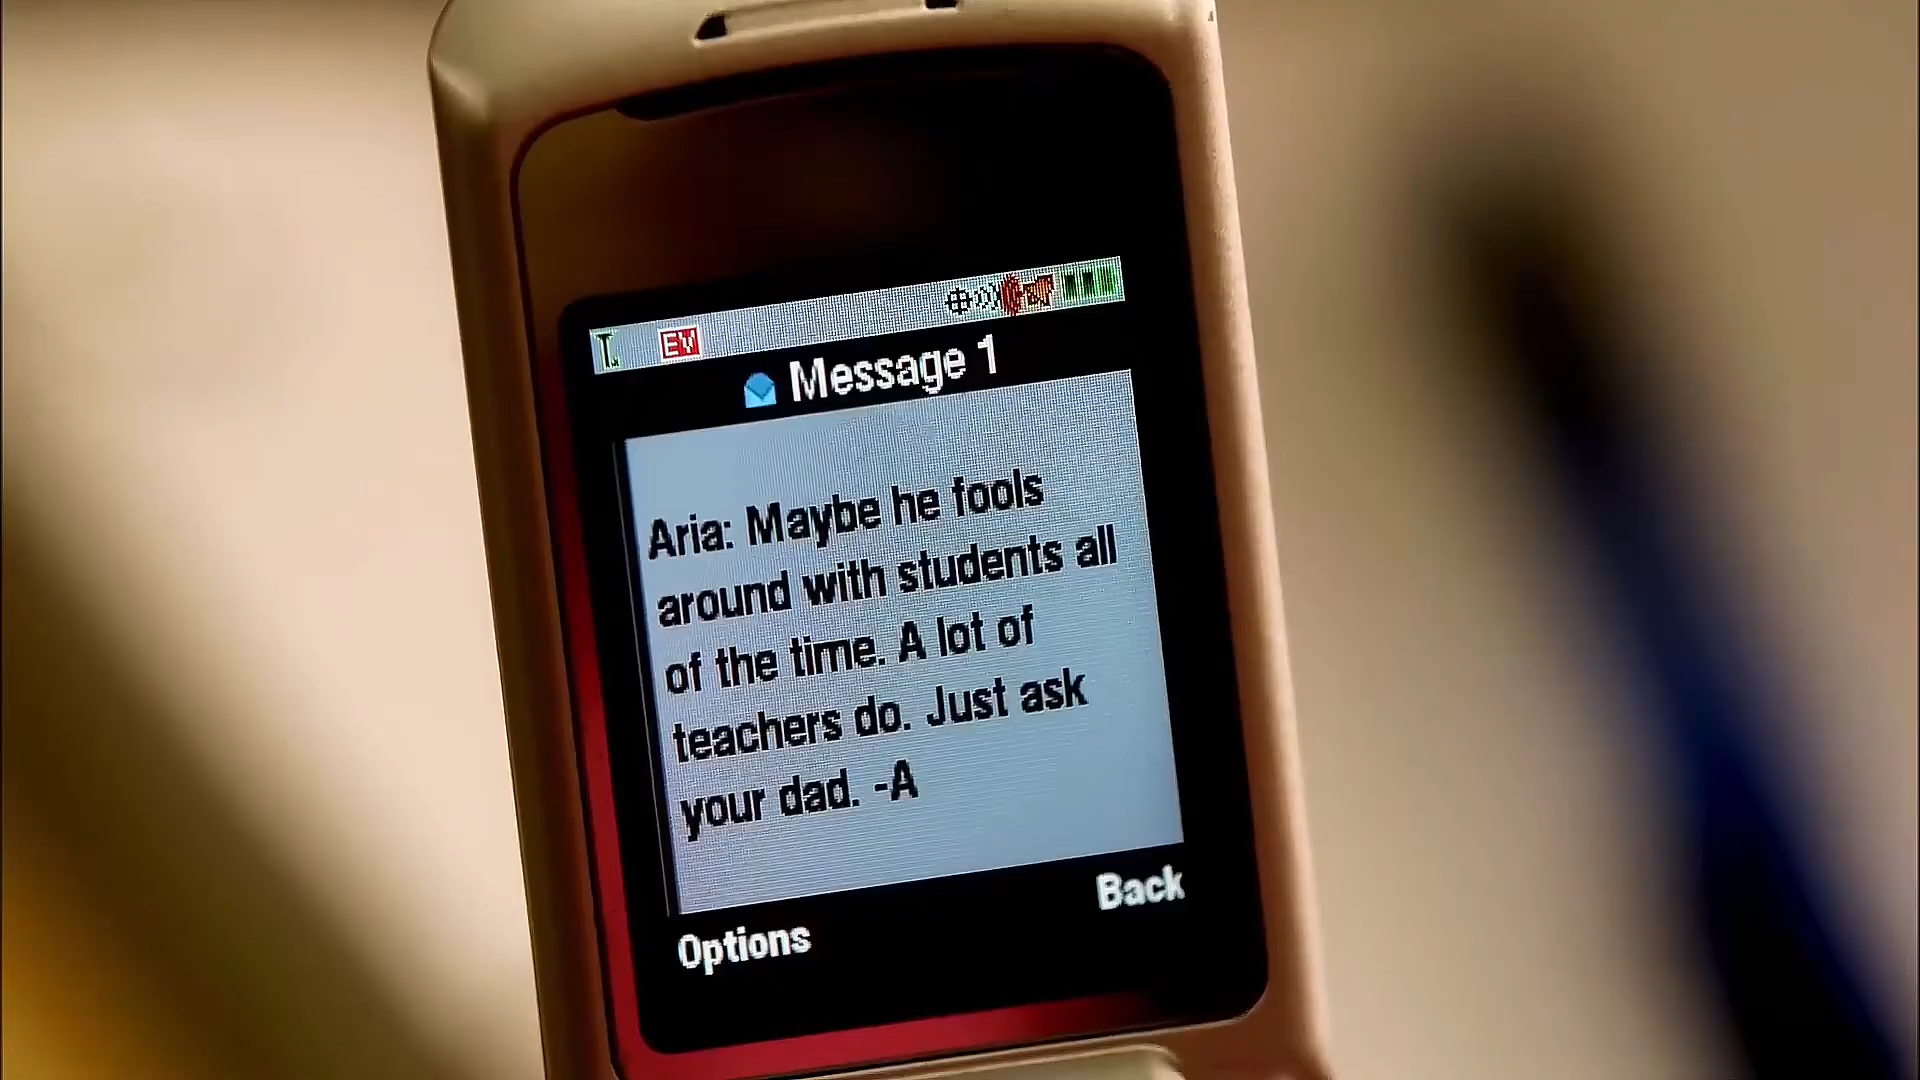 EV
Message 1
Aria: Maybe he fools
around with students all
of the time. A lot of
teachers do. Just ask
your dad. -A
Options
Back